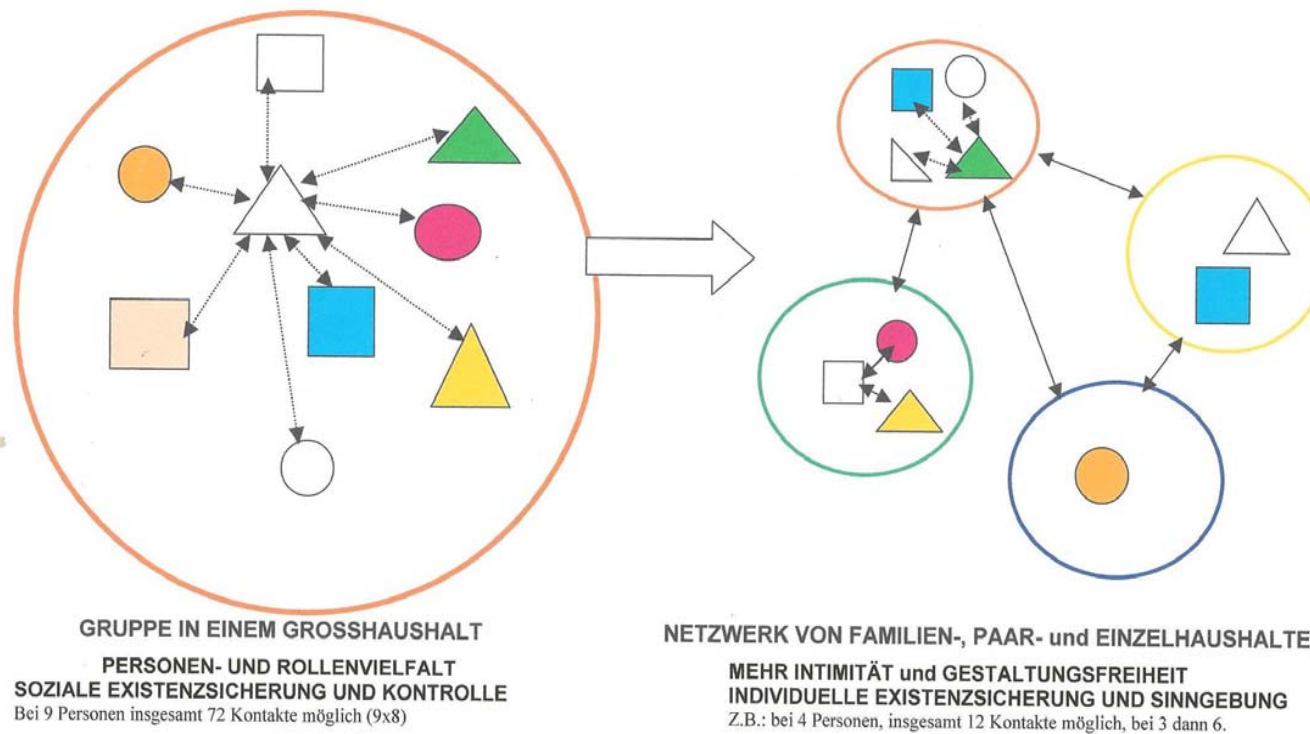 GRUPPE IN EINEM GROSSHAUSHALT
PERSONEN- UND ROLLENVIELFALT
SOZIALE EXISTENZSICHERUNG UND KONTROLLE
Bei 9 Personen insgesamt 72 Kontakte möglich (9x8)
NETZWERK VON FAMILIEN-, PAAR- und EINZELHAUSHALTE
MEHR INTIMITÄT und GESTALTUNGSFREIHEIT
INDIVIDUELLE EXISTENZSICHERUNG UND SINNGEBUNG
Z.B.: bei 4 Personen, insgesamt 12 Kontakte möglich, bei 3 dann 6.